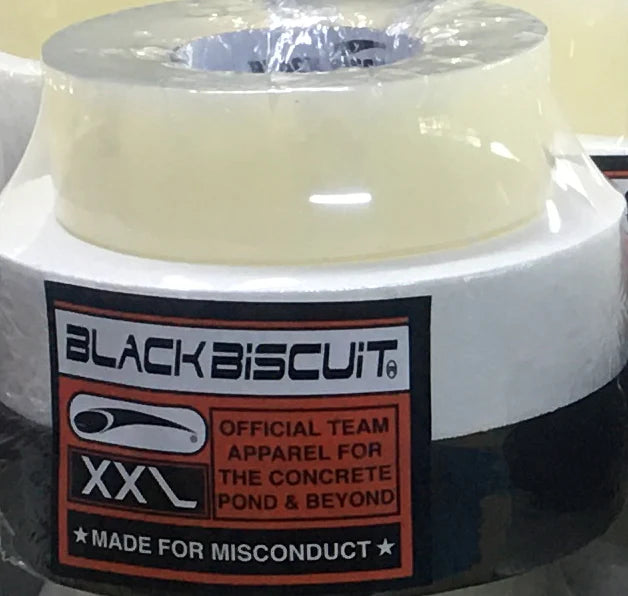 BLACKBiSCUiT
XXL
OFFICIAL TEAM
APPAREL FOR
THE CONCRETE
POND & BEYOND
★MADE FOR MISCONDUCT★